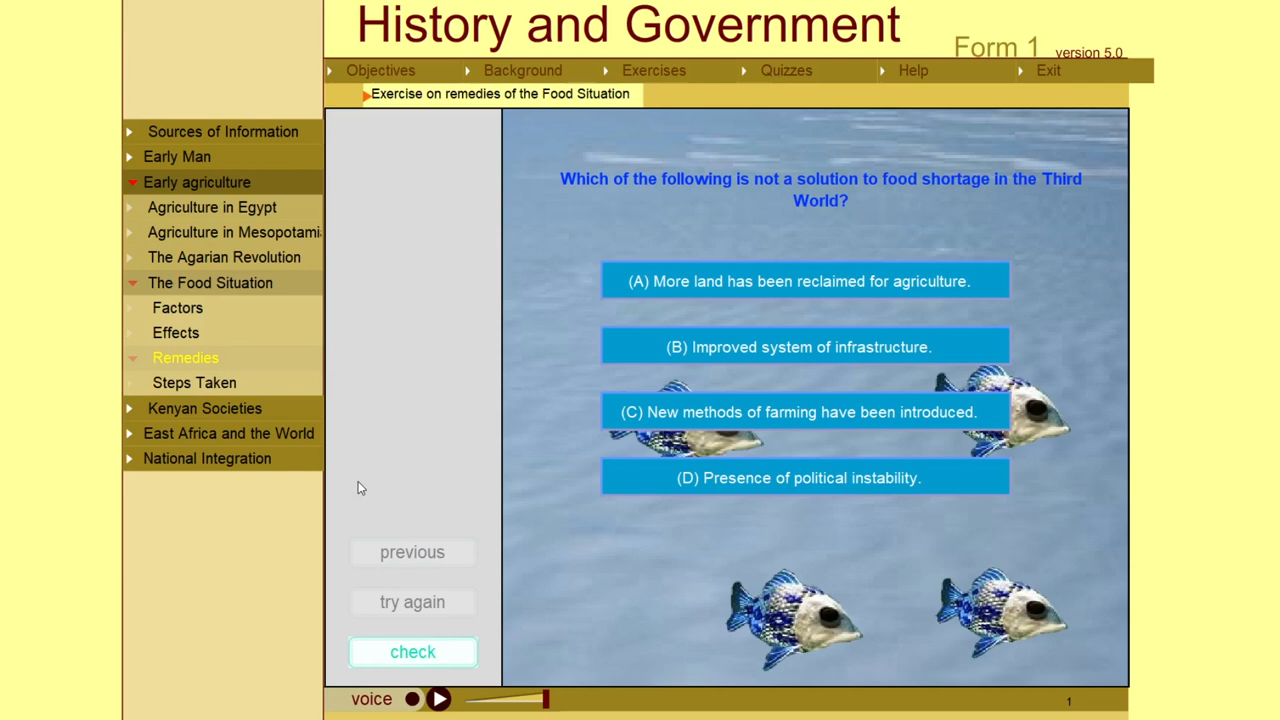 History and Government
Form 1 version 5.0
Objectives Background Exercises Quizzes Help Exit
Exercise on remedies of the Food Situation
Sources of Information
Early Man
Early agriculture
Agriculture in Egypt
Agriculture in Mesopotami
The Agarian Revolution
The Food Situation
Factors
Effects
Remedies
Steps Taken
Kenyan Societies
East Africa and the World
National Integration
Which of the following is not a solution to food shortage in the Third
World?
(A) More land has been reclaimed for agriculture.
(B) Improved system of infrastructure.
(C) New methods of farming have been introduced.
(D) Presence of political instability.
previous
try again
check
voice
1